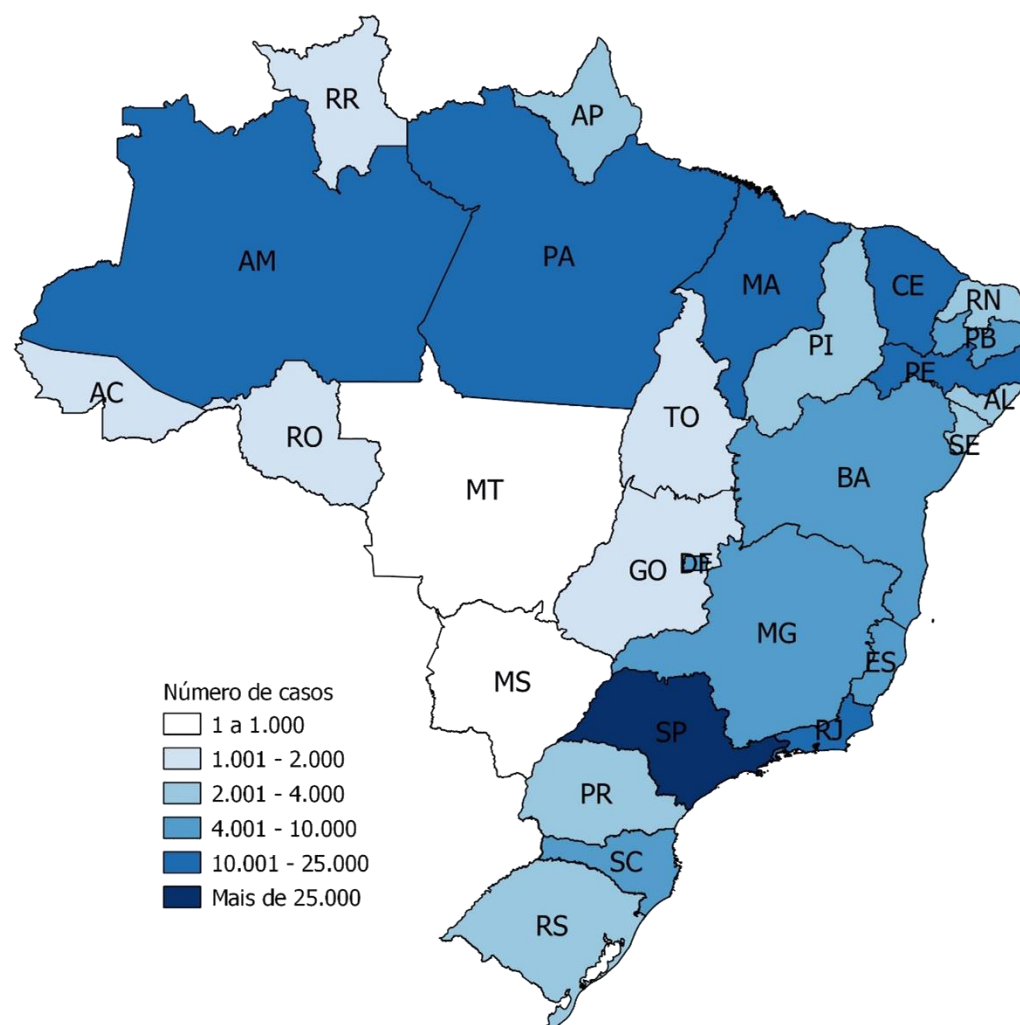 RR
AP
AM
PA
MA
CE
RN
PB
PI
PE
AC
AL
TO
RO
SE
BA
MT
DF
GO
MG
ES
MS
Número de casos
1 a 1.000
1.001 - 2.000
2.001 - 4.000
4.001 - 10.000
10.001 - 25.000
Mais de 25.000
SP
RJ
PR
SC
RS